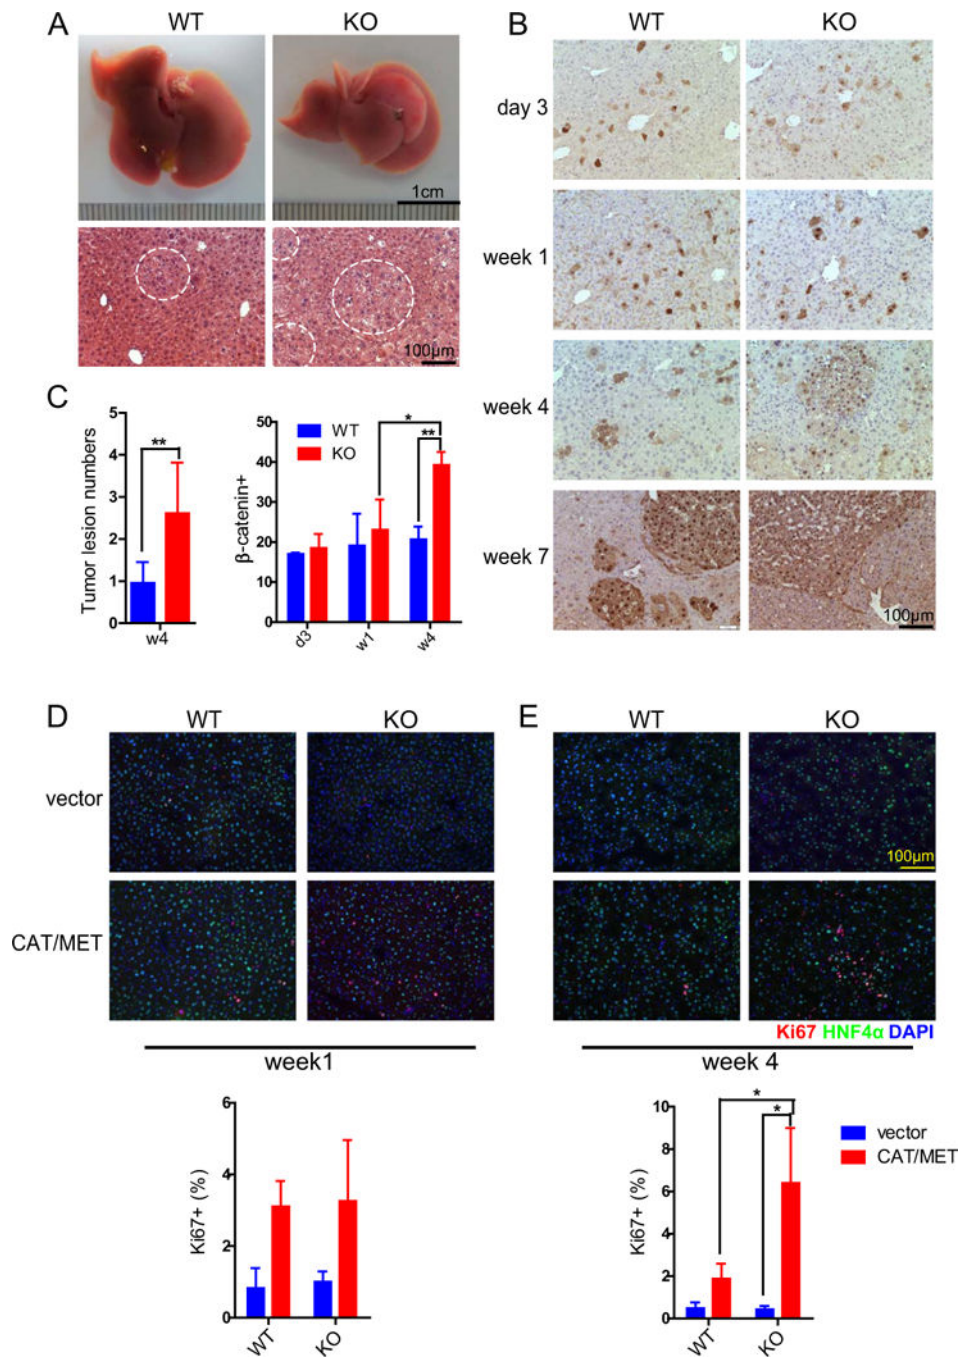 A
WT
KO
1cm
100µm
B
WT
KO
day 3
week 1
week 4
week 7
100µm
C
Tumor lesion numbers
5
4
3
2
1
0
**
w4
β-catenin+
50
40
30
20
10
0
WT
KO
*
**
d3
w1
w4
D
WT
KO
vector
CAT/MET
week1
E
WT
KO
100µm
Ki67 HNF4α DAPI
week 4
Ki67+ (%)
6
4
2
0
WT
KO
Ki67+ (%)
10
8
6
4
2
0
*
*
WT
KO
vector
CAT/MET